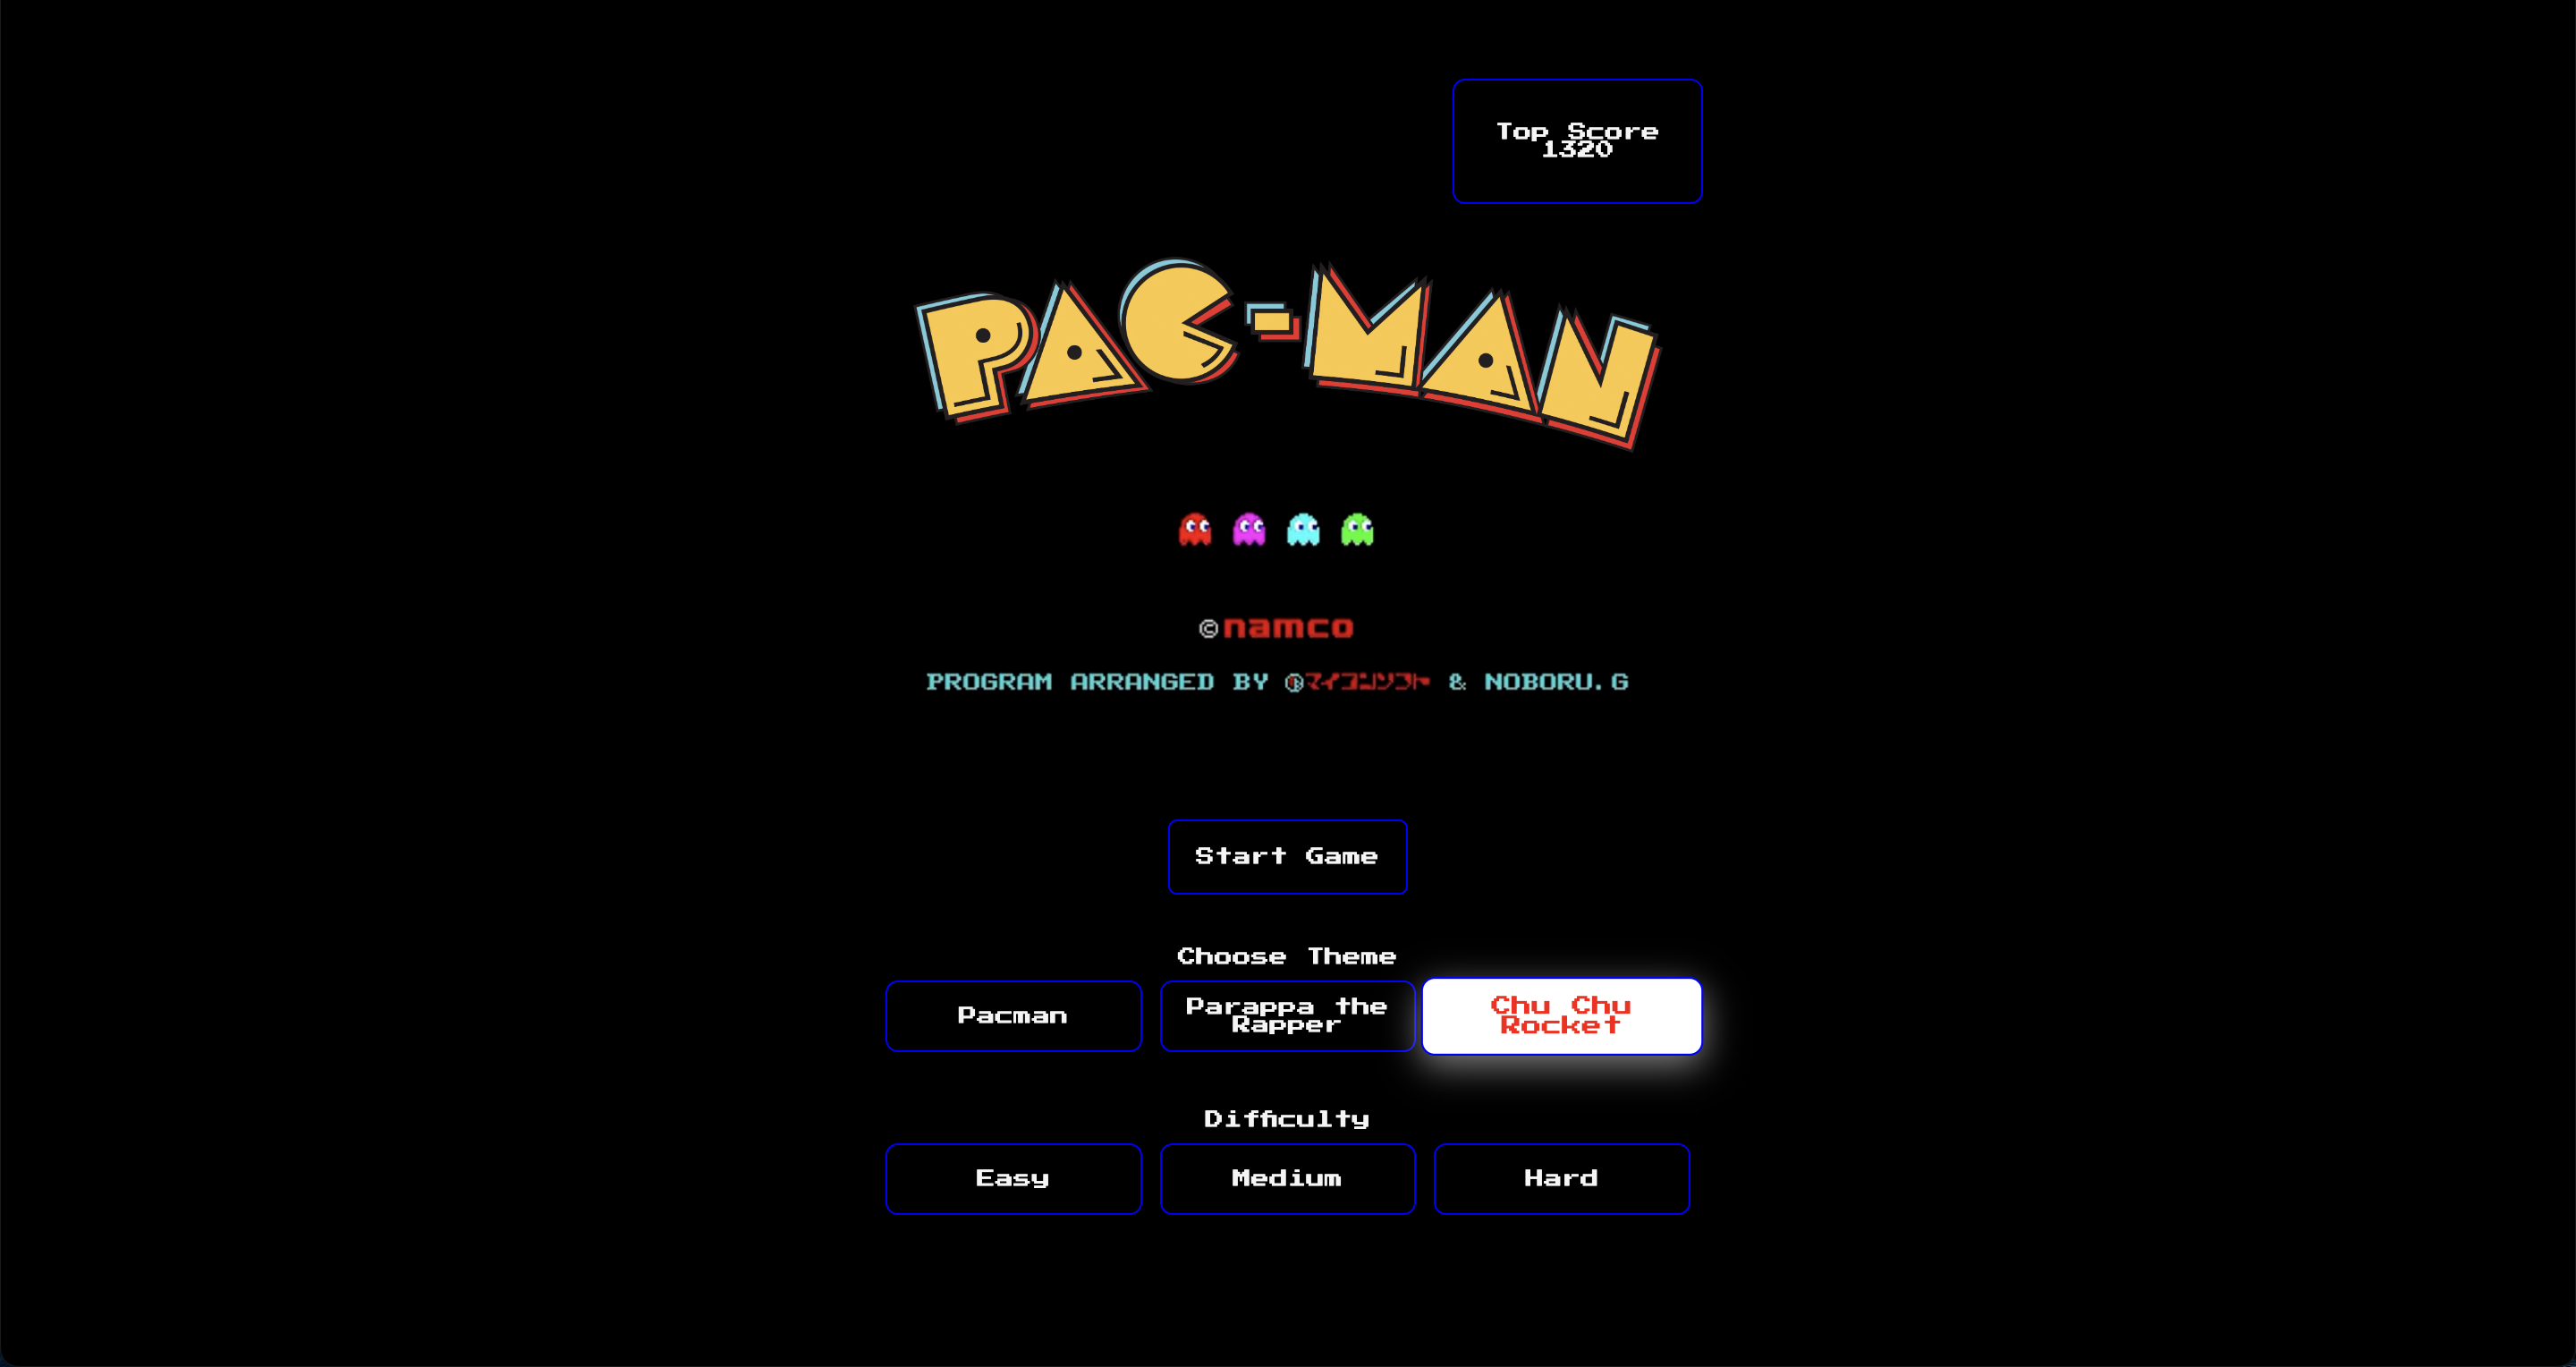 Top Score
1320
PAC-MAN
©namco
PROGRAM ARRANGED BY マイコンソフト & NOBORU.G
Start Game
Choose Theme
Pacman
Parappa the
Rapper
Chu Chu
Rocket
Difficulty
Easy
Medium
Hard